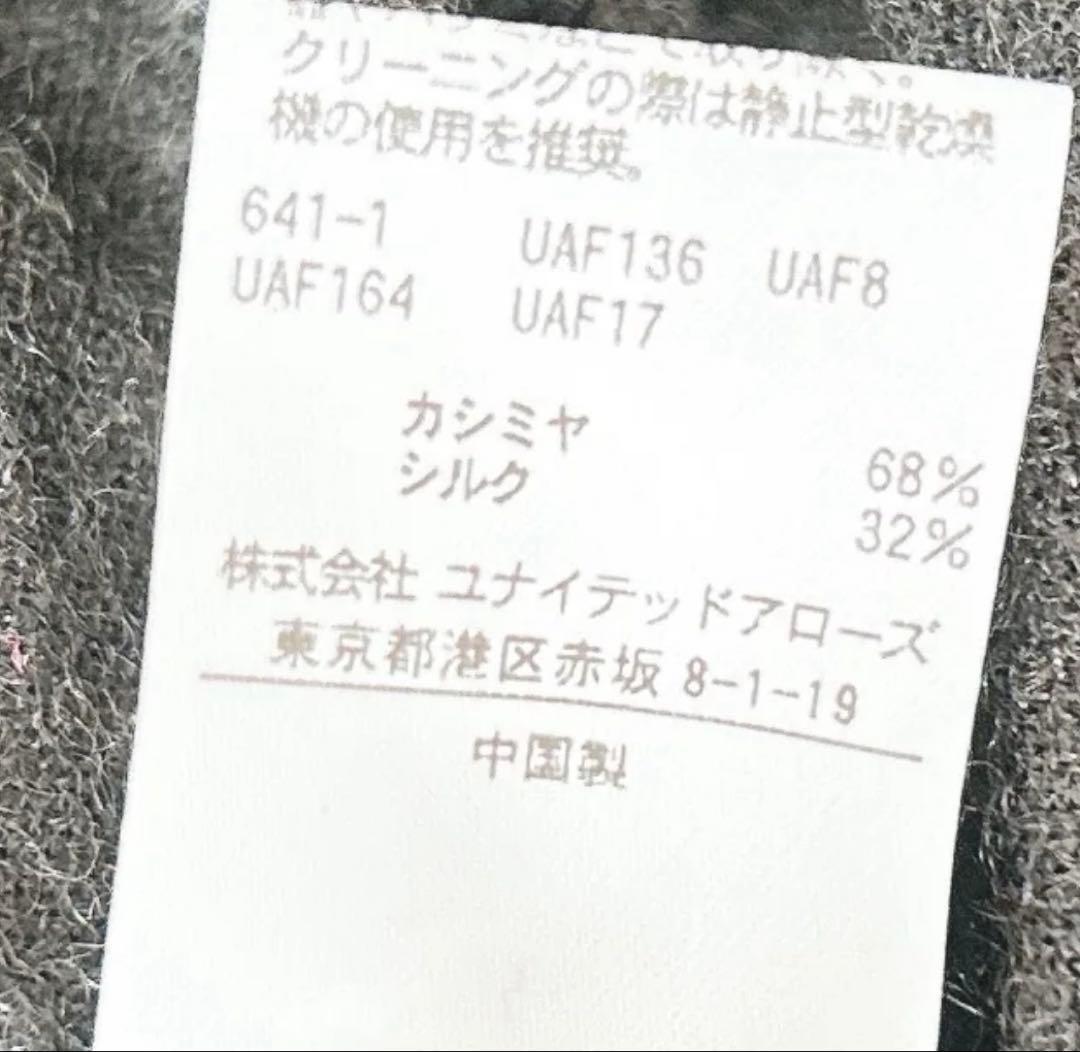 クリーニングの際は静止型乾燥
機の使用を推奨。
641-1 UAF136 UAF8
UAF164 UAF17
カシミヤ 68%
シルク 32%
株式会社 ユナイテッドアローズ
東京都港区赤坂 8-1-19
中国製